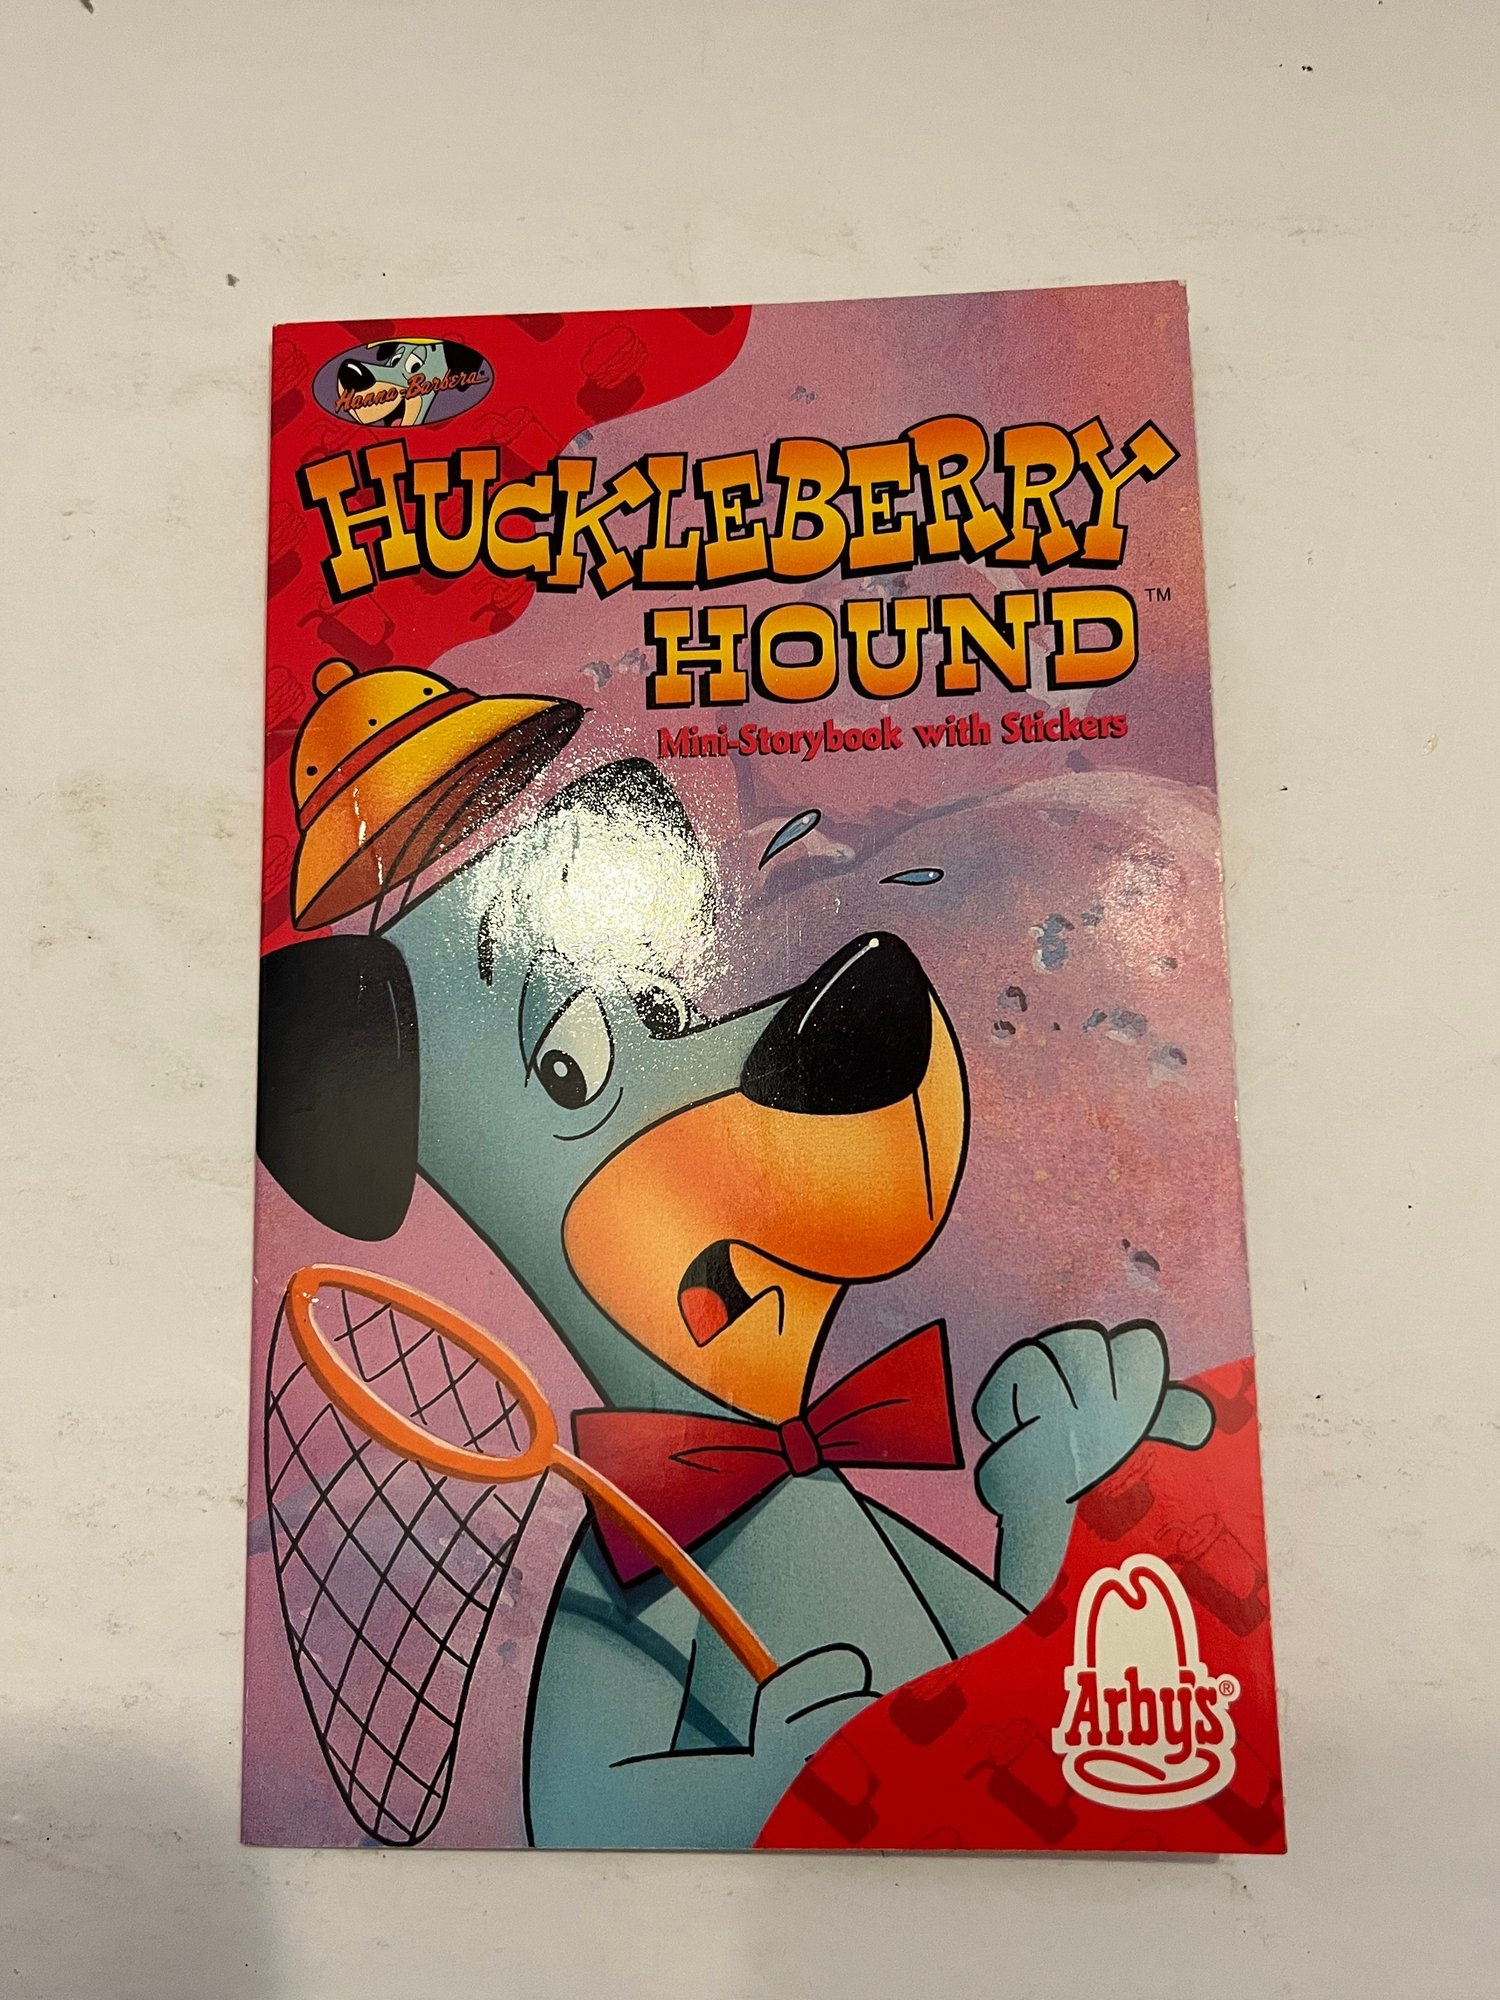 Hanna-Barbera
HUCKLEBERRY
HOUND™
Mini-Storybook with Stickers
Arby's®